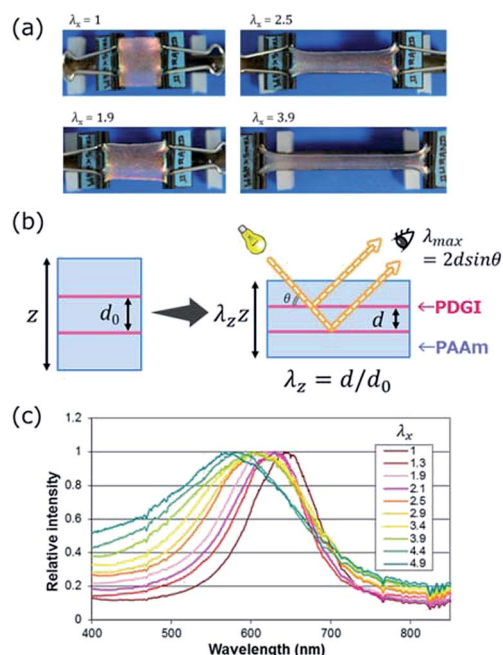 (a)
λx = 1
λx = 2.5
λx = 1.9
λx = 3.9
(b)
z
d0
λz z
θ
d
λmax
= 2dsinθ
←PDGI
←PAAm
λz = d/d0
(c)
Relative Intensity
1.2
1
0.8
0.6
0.4
0.2
0
λx
1
1.3
1.9
2.1
2.5
2.9
3.4
3.9
4.4
4.9
400
500
600
700
800
Wavelength (nm)